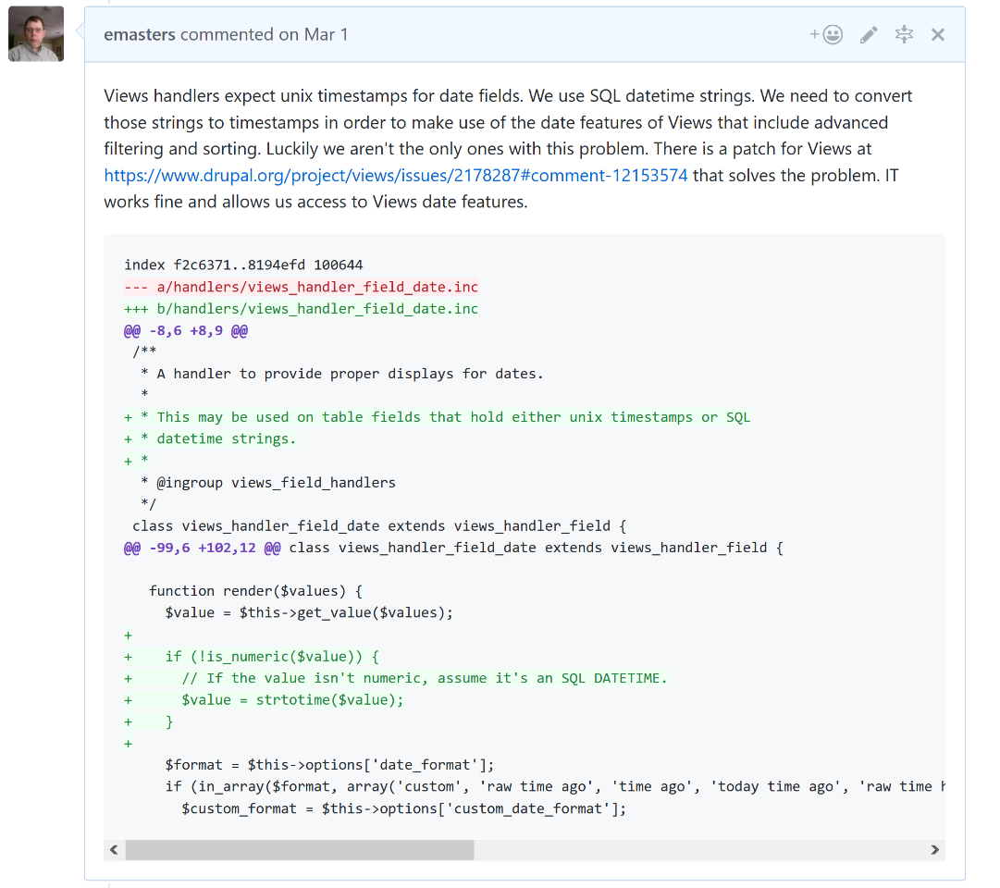 emasters commented on Mar 1
Views handlers expect unix timestamps for date fields. We use SQL datetime strings. We need to convert
those strings to timestamps in order to make use of the date features of Views that include advanced
filtering and sorting. Luckily we aren't the only ones with this problem. There is a patch for Views at
https://www.drupal.org/project/views/issues/2178287#comment-12153574 that solves the problem. IT
works fine and allows us access to Views date features.
index f2c6371..8194efd 100644
--- a/handlers/views_handler_field_date.inc
+++ b/handlers/views_handler_field_date.inc
@@ -8,6 +8,9 @@
 /**
  * A handler to provide proper displays for dates.
  *
+ * This may be used on table fields that hold either unix timestamps or SQL
+ * datetime strings.
+ *
  * @ingroup views_field_handlers
  */
 class views_handler_field_date extends views_handler_field {
@@ -99,6 +102,12 @@ class views_handler_field_date extends views_handler_field {
   function render($values) {
     $value = $this->get_value($values);
+
+    if (!is_numeric($value)) {
+      // If the value isn't numeric, assume it's an SQL DATETIME.
+      $value = strtotime($value);
+    }
+
     $format = $this->options['date_format'];
     if (in_array($format, array('custom', 'raw time ago', 'time ago', 'today time ago', 'raw time
       $custom_format = $this->options['custom_date_format'];